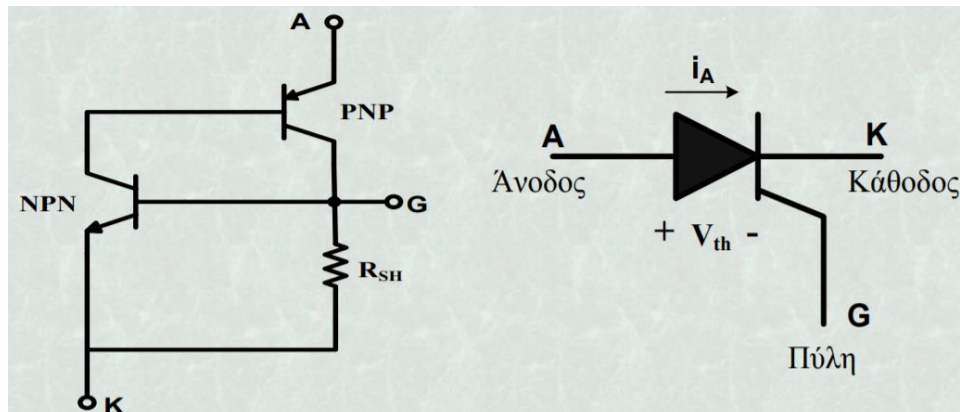 A
PNP
NPN
G
R_SH
K
i_A
A
K
Άνοδος
Κάθοδος
+ V_th -
G
Πύλη